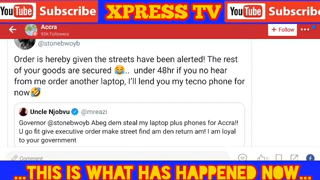 YouTube Subscribe XPRESS TV YouTube Subscribe
Accra
+ Follow
@stonebwoyb
Order is hereby given the streets have been alerted! The rest
of your goods are secured 😂.. under 48hr if you no hear
from me order another laptop, I'll lend you my tecno phone for
now🤣
Uncle Njobvu @mreazi
Governor @stonebwoyb Abeg dem steal my laptop plus phones for Accra!!
U go fit give executive order make street find am den return am! I am loyal
to your government
Comment
...THIS IS WHAT HAS HAPPENED NOW...